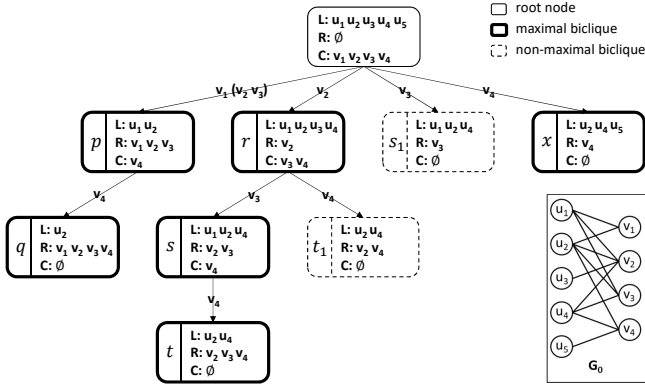 L: u1 u2 u3 u4 u5
R: ∅
C: v1 v2 v3 v4
root node
maximal biclique
non-maximal biclique
v1 (v2 v3)
v2
v3
v4
p
L: u1 u2
R: v1 v2 v3
C: v4
r
L: u1 u2 u3 u4
R: v2
C: v3 v4
s1
L: u1 u2 u4
R: v3
C: ∅
x
L: u2 u4 u5
R: v4
C: ∅
v4
v3
v4
q
L: u2
R: v1 v2 v3 v4
C: ∅
s
L: u1 u2 u4
R: v2 v3
C: v4
t1
L: u2 u4
R: v2 v4
C: ∅
v4
t
L: u2 u4
R: v2 v3 v4
C: ∅
u1
v1
u2
v2
u3
v3
u4
v4
u5
G0